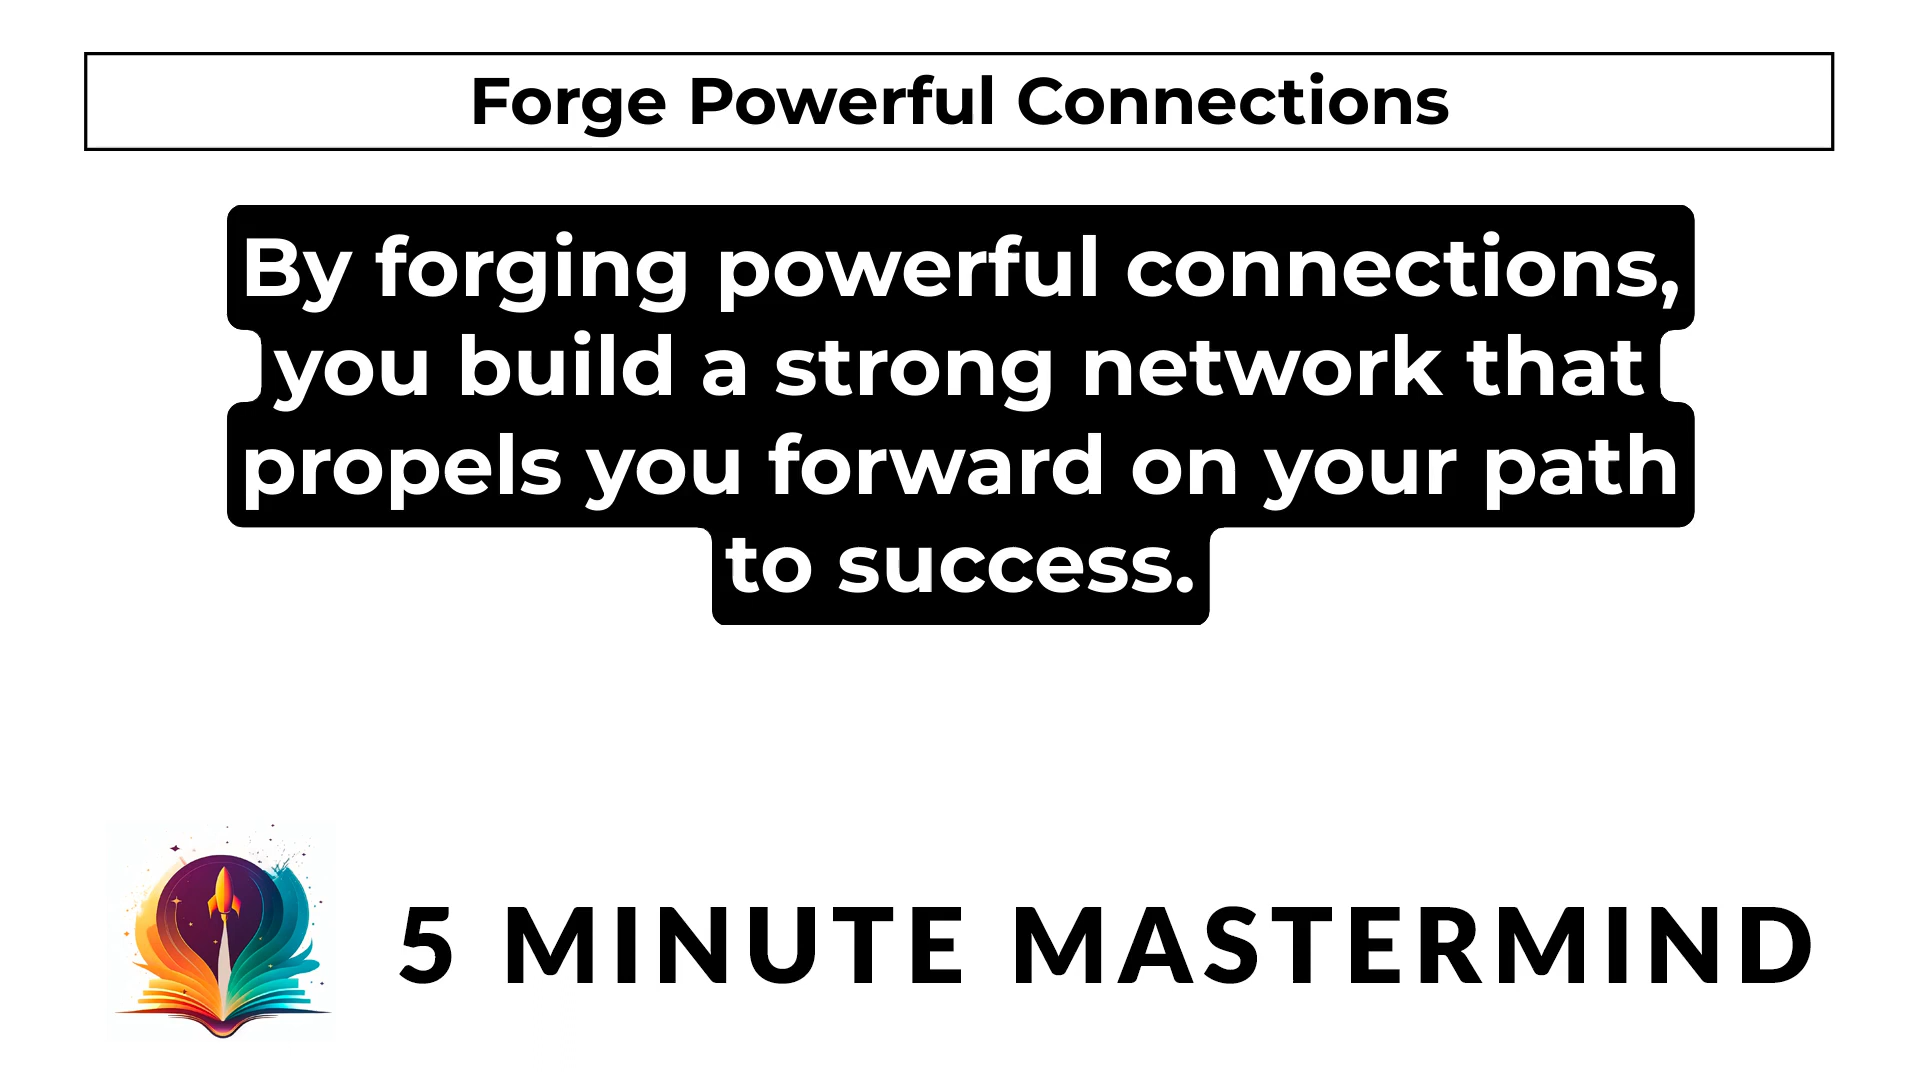 Forge Powerful Connections
By forging powerful connections,
you build a strong network that
propels you forward on your path
to success.
5 MINUTE MASTERMIND